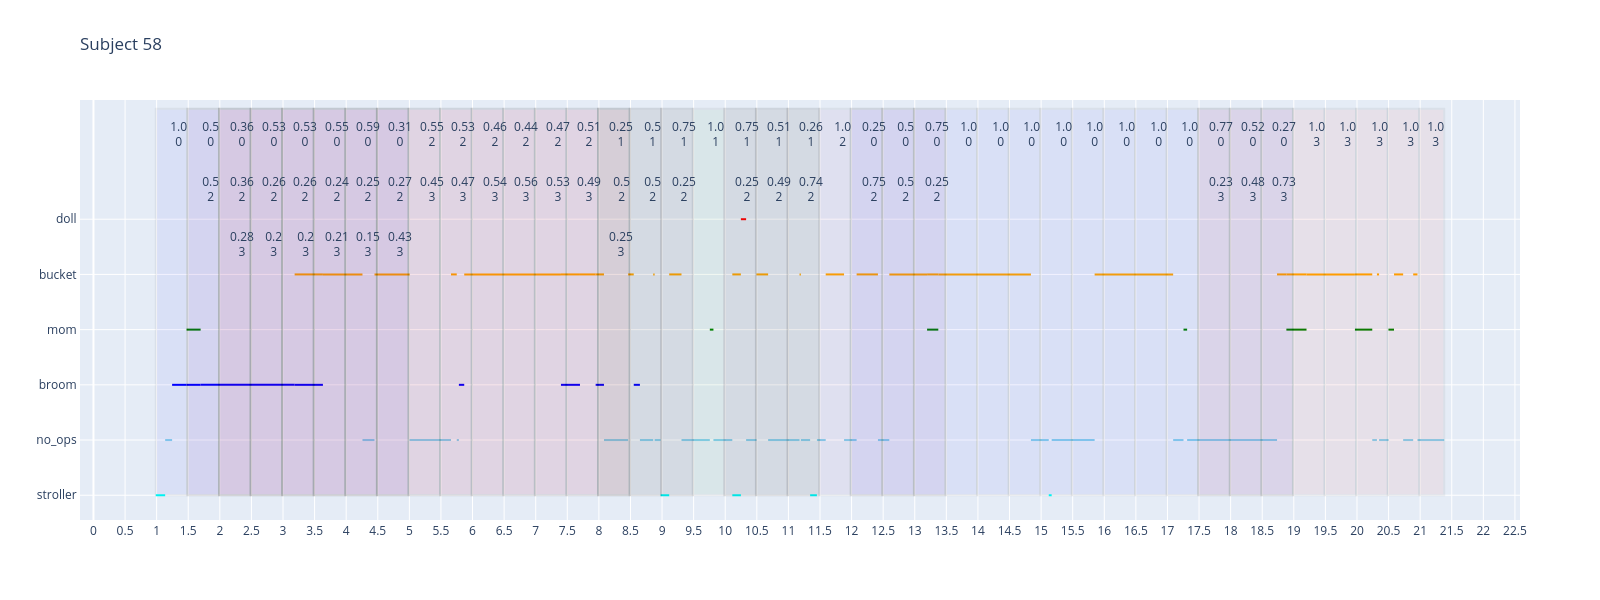 Subject 58
1.0 0.5 0.36 0.53 0.53 0.55 0.59 0.31 0.55 0.53 0.46 0.44 0.47 0.51 0.25 0.5 0.75 1.0 0.75 0.51 0.26 1.0 0.25 0.5 0.75 1.0 1.0 1.0 1.0 1.0 1.0 1.0 1.0 0.77 0.52 0.27 1.0 1.0 1.0 1.0 1.0
0 0 0 0 0 0 0 0 2 2 2 2 2 2 1 1 1 1 1 1 1 2 0 0 0 0 0 0 0 0 0 0 0 0 0 0 3 3 3 3 3
0.5 0.36 0.26 0.26 0.24 0.25 0.27 0.45 0.47 0.54 0.56 0.53 0.49 0.5 0.5 0.25 0.25 0.49 0.74 0.75 0.5 0.25 0.23 0.48 0.73
2 2 2 2 2 2 2 3 3 3 3 3 3 2 2 2 2 2 2 2 2 2 3 3 3
doll
0.28 0.2 0.2 0.21 0.15 0.43 0.25
3 3 3 3 3 3 3
bucket
mom
broom
no_ops
stroller
0 0.5 1 1.5 2 2.5 3 3.5 4 4.5 5 5.5 6 6.5 7 7.5 8 8.5 9 9.5 10 10.5 11 11.5 12 12.5 13 13.5 14 14.5 15 15.5 16 16.5 17 17.5 18 18.5 19 19.5 20 20.5 21 21.5 22 22.5